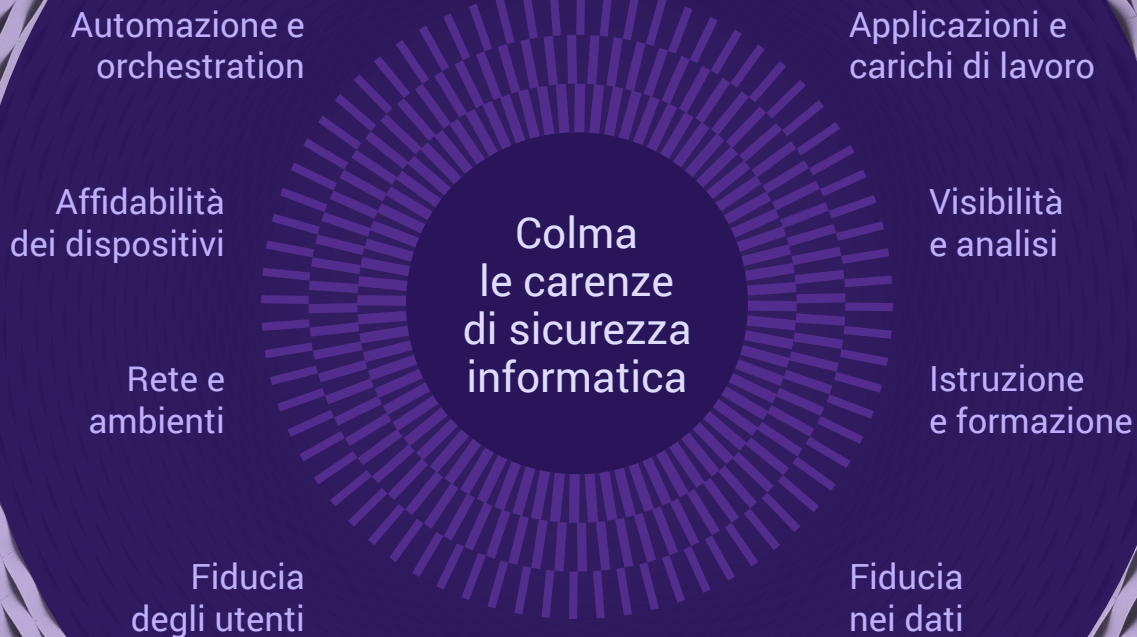 Automazione e
orchestration
Applicazioni e
carichi di lavoro
Affidabilità
dei dispositivi
Visibilità
e analisi
Colma
le carenze
di sicurezza
informatica
Rete e
ambienti
Istruzione
e formazione
Fiducia
degli utenti
Fiducia
nei dati